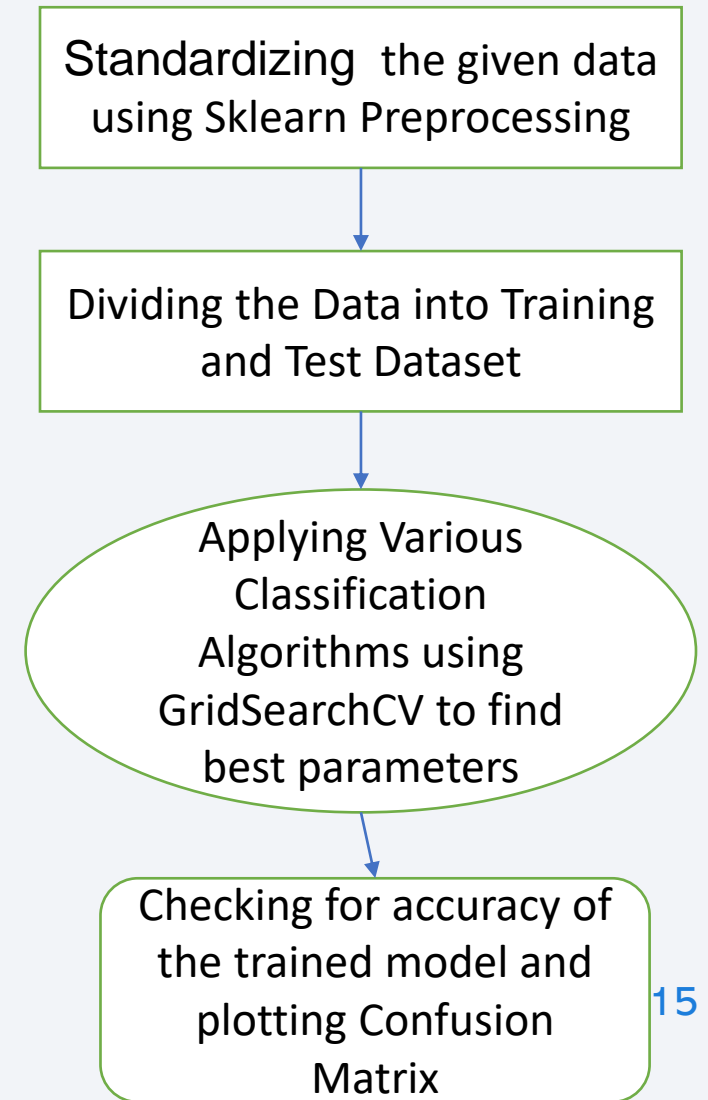 Standardizing the given data
using Sklearn Preprocessing
Dividing the Data into Training
and Test Dataset
Applying Various
Classification
Algorithms using
GridSearchCV to find
best parameters
Checking for accuracy of
the trained model and
plotting Confusion
Matrix
15